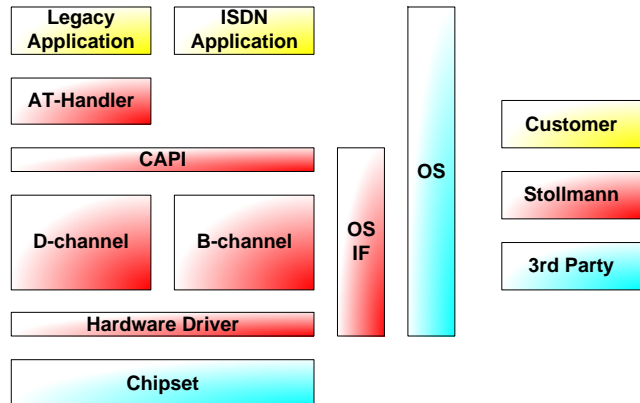 Legacy
Application
ISDN
Application
AT-Handler
CAPI
D-channel
B-channel
Hardware Driver
Chipset
OS
IF
OS
Customer
Stollmann
3rd Party